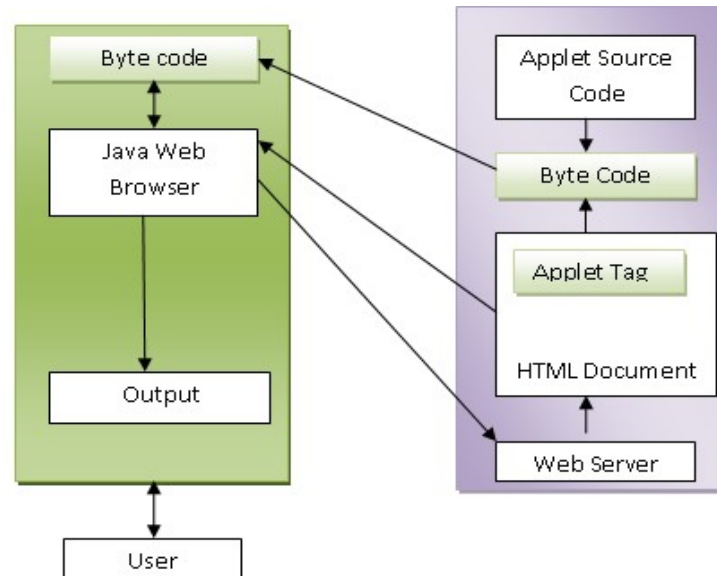 Byte code
Java Web
Browser
Output
User
Applet Source
Code
Byte Code
Applet Tag
HTML Document
Web Server